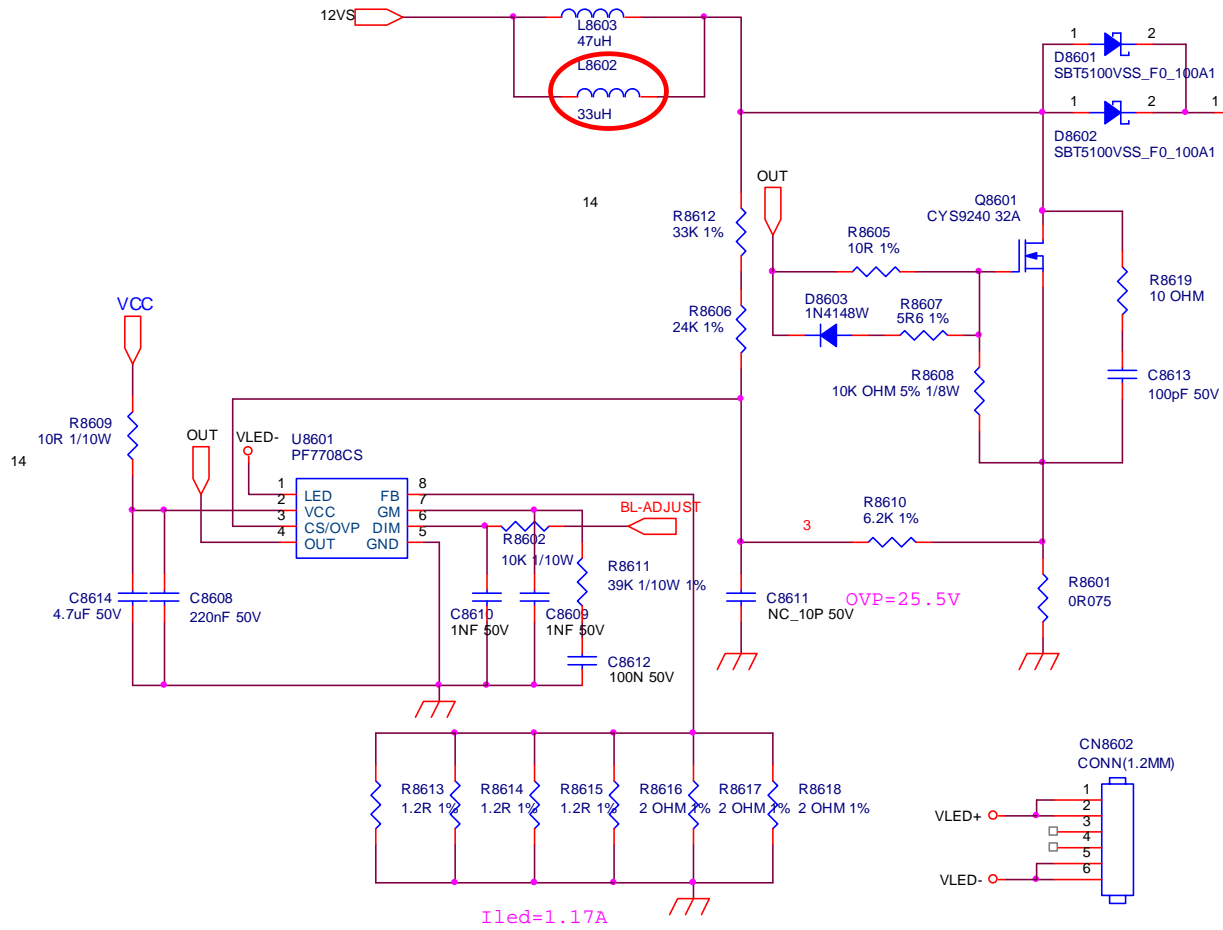 12VS
L8603
47uH
L8602
33uH
1
2
D8601
SBT5100VSS_F0_100A1
1
2
1
D8602
SBT5100VSS_F0_100A1
OUT
14
Q8601
CYS9240 32A
R8612
33K 1%
R8605
10R 1%
R8619
10 OHM
VCC
D8603
1N4148W
R8607
5R6 1%
R8606
24K 1%
R8608
10K OHM 5% 1/8W
C8613
100pF 50V
R8609
10R 1/10W
OUT
VLED-
U8601
PF7708CS
14
1
2
3
4
LED
VCC
CS/OVP
OUT
FB
GM
DIM
GND
8
7
6
5
BL-ADJUST
R8602
10K 1/10W
R8610
6.2K 1%
3
R8611
39K 1/10W 1%
R8601
0R075
C8614
4.7uF 50V
C8608
220nF 50V
C8610
1NF 50V
C8609
1NF 50V
C8611
NC_10P 50V
OVP=25.5V
C8612
100N 50V
R8613
1.2R 1%
R8614
1.2R 1%
R8615
1.2R 1%
R8616
2 OHM 1%
R8617
2 OHM 1%
R8618
2 OHM 1%
Iled=1.17A
CN8602
CONN(1.2MM)
1
2
3
4
5
6
VLED+
VLED-